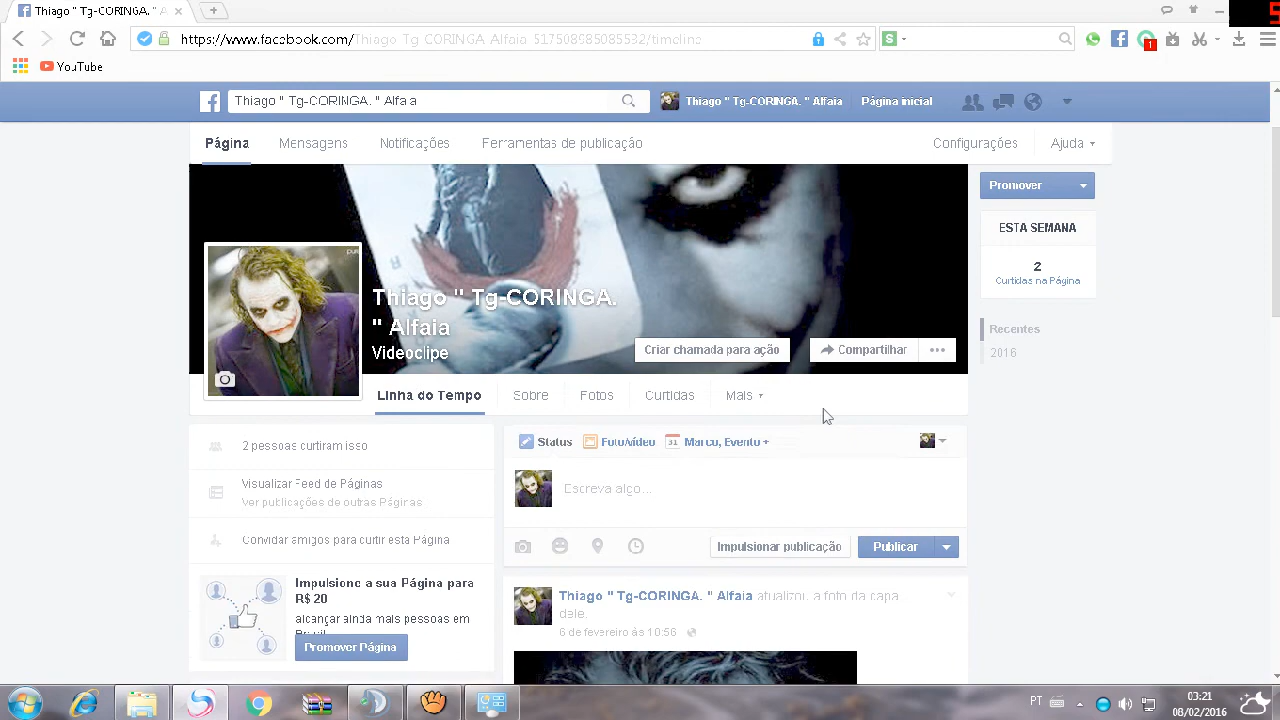 Thiago " Tg-CORINGA. " A
https://www.facebook.com/Thiago-Tg-CORINGA-Alfaia-
/timeline
S
1
YouTube
Thiago " Tg-CORINGA. " Alfaia
Thiago " Tg-CORINGA. " Alfaia
Página inicial
Página
Mensagens
Notificações
Ferramentas de publicação
Configurações
Ajuda
Promover
ESTA SEMANA
2
Curtidas na Página
Recentes
2016
Thiago " Tg-CORINGA.
" Alfaia
Videoclipe
Criar chamada para ação
Compartilhar
Linha do Tempo
Sobre
Fotos
Curtidas
Mais
2 pessoas curtiram isso
Visualizar Feed de Páginas
Ver publicações de outras Páginas
Convidar amigos para curtir esta Página
Impulsione a sua Página para
R$ 20
alcançar ainda mais pessoas em
Brasil
Promover Página
Status
Foto/vídeo
31
Marco, Evento +
Escreva algo...
Impulsionar publicação
Publicar
Thiago " Tg-CORINGA. " Alfaia atualizou a foto da capa
dele.
6 de fevereiro às 10:56
PT
03:21
08/02/2016